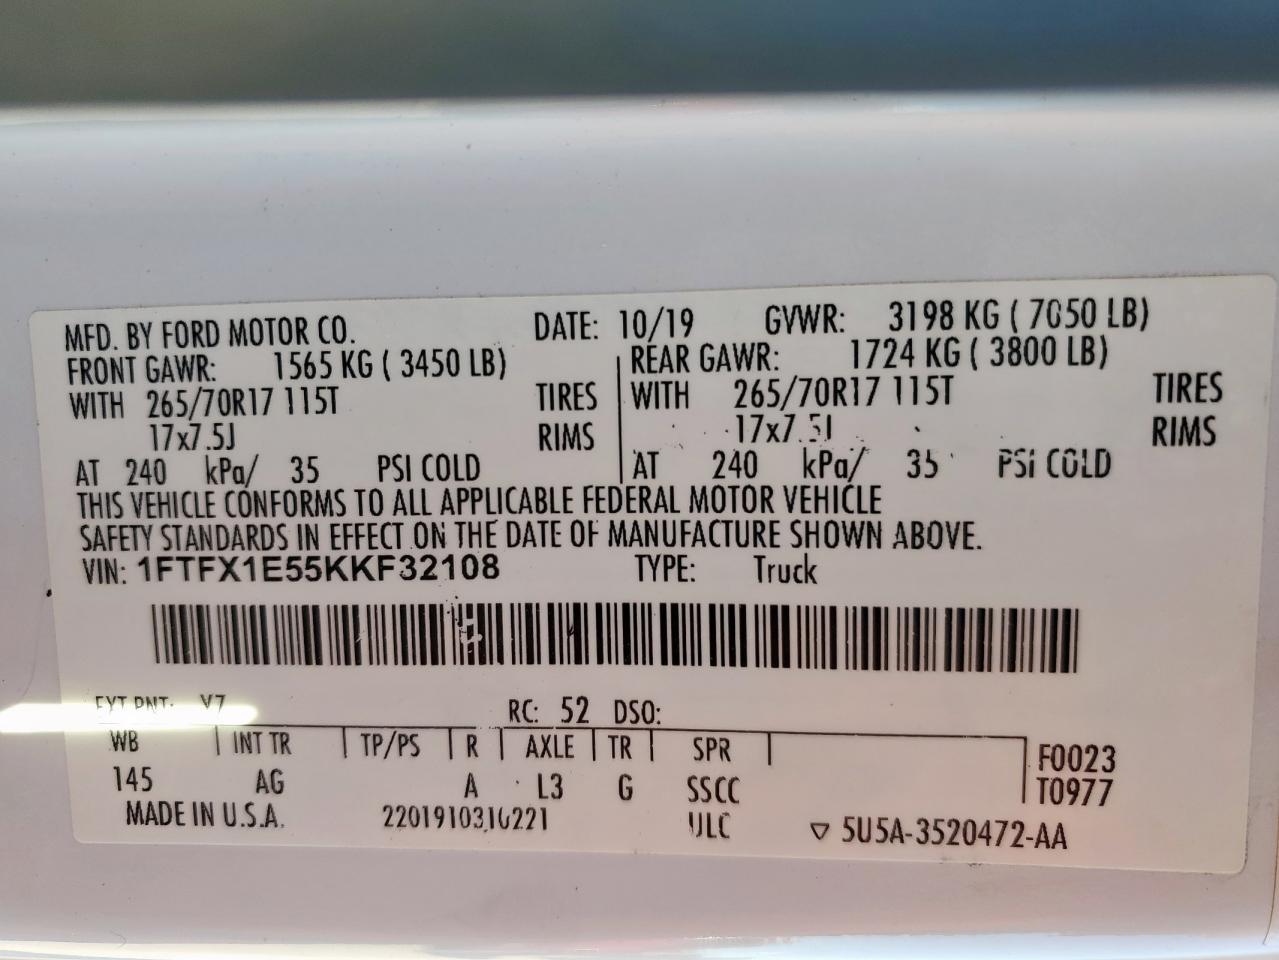 MFD. BY FORD MOTOR CO. DATE: 10/19 GVWR: 3198 KG ( 7050 LB)
FRONT GAWR: 1565 KG ( 3450 LB) REAR GAWR: 1724 KG ( 3800 LB)
WITH 265/70R17 115T TIRES WITH 265/70R17 115T TIRES
17x7.5J RIMS 17x7.5J RIMS
AT 240 kPa/ 35 PSI COLD AT 240 kPa/ 35 PSI COLD
THIS VEHICLE CONFORMS TO ALL APPLICABLE FEDERAL MOTOR VEHICLE
SAFETY STANDARDS IN EFFECT ON THE DATE OF MANUFACTURE SHOWN ABOVE.
VIN: 1FTFX1E55KKF32108 TYPE: Truck
EXT PNT: RC: 52 DSO:
WB INT TR TP/PS R AXLE TR SPR F0023
145 AG A L3 G SSCC T0977
MADE IN U.S.A. 2201910310221 ULC ▽ 5U5A-3520472-AA